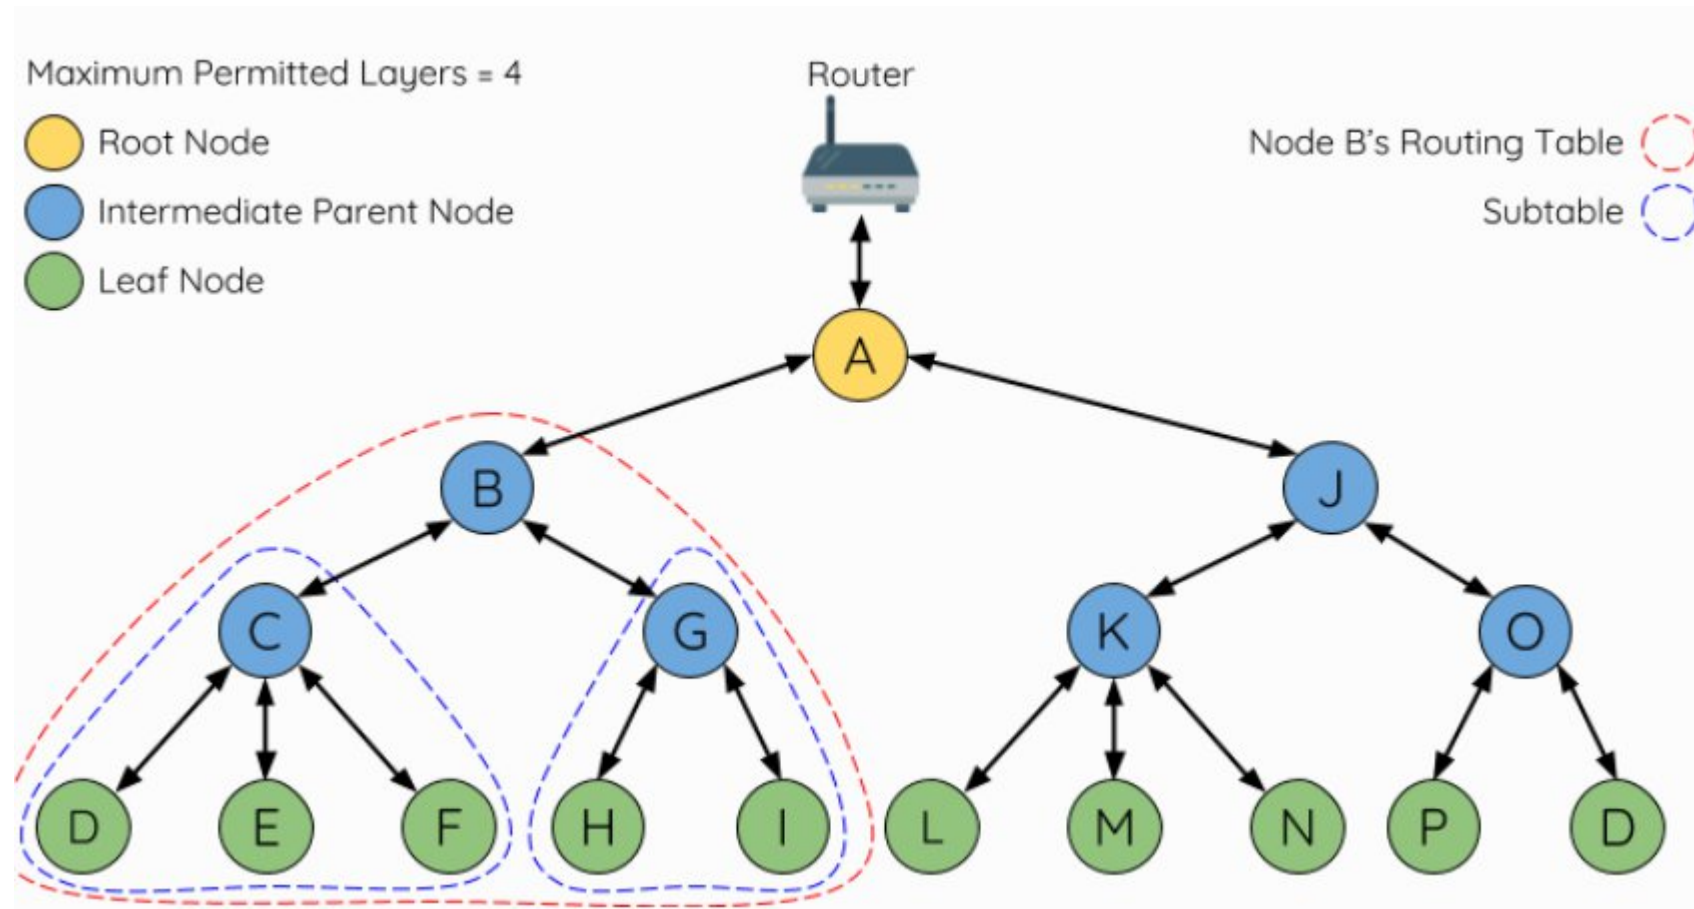 Maximum Permitted Layers = 4
Root Node
Intermediate Parent Node
Leaf Node
Router
Node B's Routing Table
Subtable
A
B
J
C
G
K
O
D
E
F
H
I
L
M
N
P
D